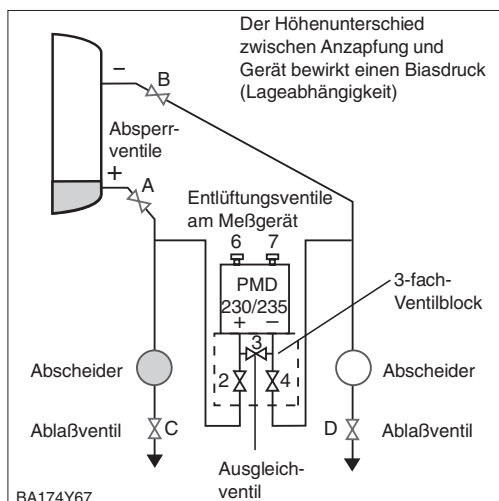 Der Höhenunterschied
zwischen Anzapfung und
Gerät bewirkt einen Biasdruck
(Lageabhängigkeit)
− B
Absperr-
ventile
+ A
Entlüftungsventile
am Meßgerät
6 7
PMD
230/235
+ −
3
3-fach-
Ventilblock
2 4
Abscheider
Abscheider
Ablaßventil C
D Ablaßventil
Ausgleich-
ventil
BA174Y67